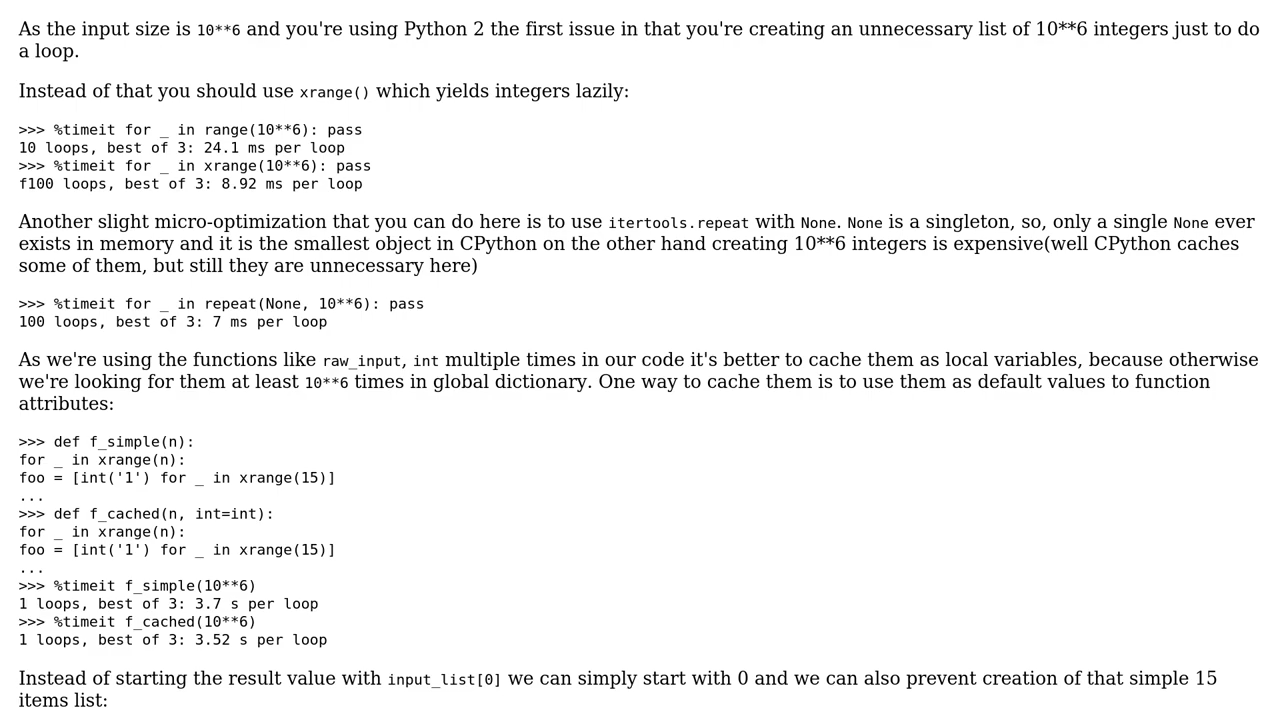 As the input size is 10**6 and you're using Python 2 the first issue in that you're creating an unnecessary list of 10**6 integers just to do
a loop.
Instead of that you should use xrange() which yields integers lazily:
>>> %timeit for _ in range(10**6): pass
10 loops, best of 3: 24.1 ms per loop
>>> %timeit for _ in xrange(10**6): pass
f100 loops, best of 3: 8.92 ms per loop
Another slight micro-optimization that you can do here is to use itertools.repeat with None. None is a singleton, so, only a single None ever
exists in memory and it is the smallest object in CPython on the other hand creating 10**6 integers is expensive(well CPython caches
some of them, but still they are unnecessary here)
>>> %timeit for _ in repeat(None, 10**6): pass
100 loops, best of 3: 7 ms per loop
As we're using the functions like raw_input, int multiple times in our code it's better to cache them as local variables, because otherwise
we're looking for them at least 10**6 times in global dictionary. One way to cache them is to use them as default values to function
attributes:
>>> def f_simple(n):
for _ in xrange(n):
foo = [int('1') for _ in xrange(15)]
...
>>> def f_cached(n, int=int):
for _ in xrange(n):
foo = [int('1') for _ in xrange(15)]
...
>>> %timeit f_simple(10**6)
1 loops, best of 3: 3.7 s per loop
>>> %timeit f_cached(10**6)
1 loops, best of 3: 3.52 s per loop
Instead of starting the result value with input_list[0] we can simply start with 0 and we can also prevent creation of that simple 15
items list: